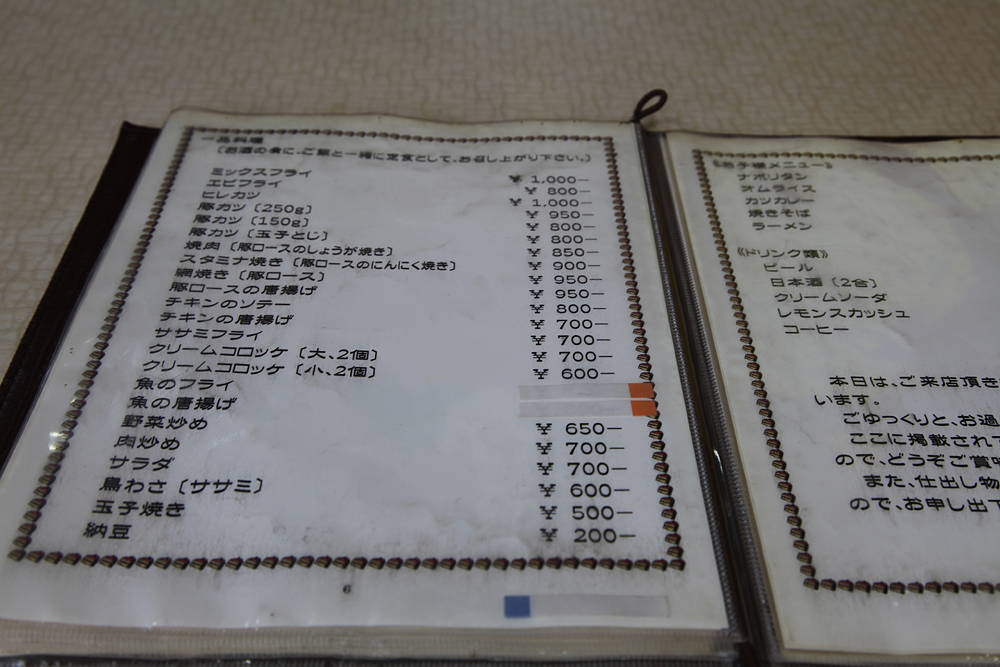 一品料理
(お酒の肴に、ご飯と一緒に定食として、お召し上がり下さい。)
ミックスフライ ¥ 1,000−
エビフライ ¥ 800−
ヒレカツ ¥ 1,000−
豚カツ〔250g〕 ¥ 950−
豚カツ〔150g〕 ¥ 800−
豚カツ〔玉子とじ〕 ¥ 800−
焼肉〔豚ロースのしょうが焼き〕 ¥ 850−
スタミナ焼き〔豚ロースのにんにく焼き〕 ¥ 900−
網焼き〔豚ロース〕 ¥ 950−
豚ロースの唐揚げ ¥ 950−
チキンのソテー ¥ 800−
チキンの唐揚げ ¥ 700−
ササミフライ ¥ 700−
クリームコロッケ〔大、2個〕 ¥ 700−
クリームコロッケ〔小、2個〕 ¥ 600−
魚のフライ
魚の唐揚げ
野菜炒め ¥ 650−
肉炒め ¥ 700−
サラダ ¥ 700−
鳥わさ〔ササミ〕 ¥ 600−
玉子焼き ¥ 500−
納豆 ¥ 200−
6
《お子様メニュー》
ナポリタン
オムライス
カツカレー
焼きそば
ラーメン
《ドリンク類》
ビール
日本酒〔2合〕
クリームソーダ
レモンスカッシュ
コーヒー
本日は、ご来店頂き
います。
ごゆっくりと、お過
ここに掲載されて
ので、どうぞご賞味
また、仕出し物
ので、お申し出下